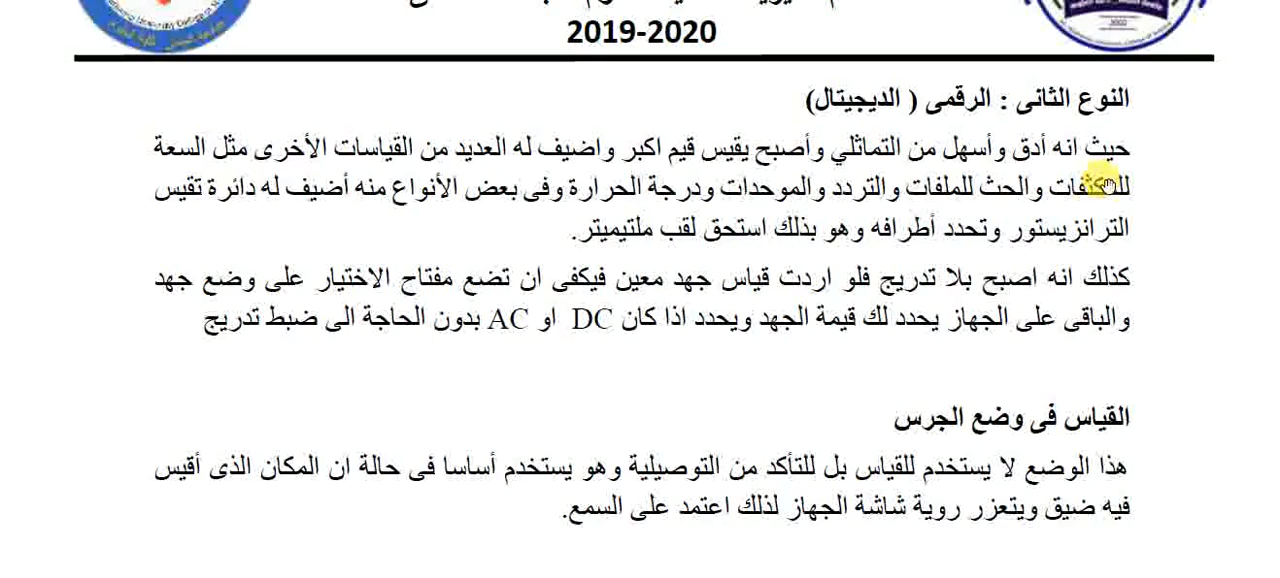 2019-2020
النوع الثانى : الرقمى ( الديجيتال)
حيث انه أدق وأسهل من التماثلي وأصبح يقيس قيم اكبر واضيف له العديد من القياسات الأخرى مثل السعة
للمكثفات والحث للملفات والتردد والموحدات ودرجة الحرارة وفى بعض الأنواع منه أضيف له دائرة تقيس
الترانزيستور وتحدد أطرافه وهو بذلك استحق لقب ملتيميتر.
كذلك انه اصبح بلا تدريج فلو اردت قياس جهد معين فيكفى ان تضع مفتاح الاختيار على وضع جهد
والباقى على الجهاز يحدد لك قيمة الجهد ويحدد اذا كان DC او AC بدون الحاجة الى ضبط تدريج
القياس فى وضع الجرس
هذا الوضع لا يستخدم للقياس بل للتأكد من التوصيلية وهو يستخدم أساسا فى حالة ان المكان الذى أقيس
فيه ضيق ويتعزر روية شاشة الجهاز لذلك اعتمد على السمع.